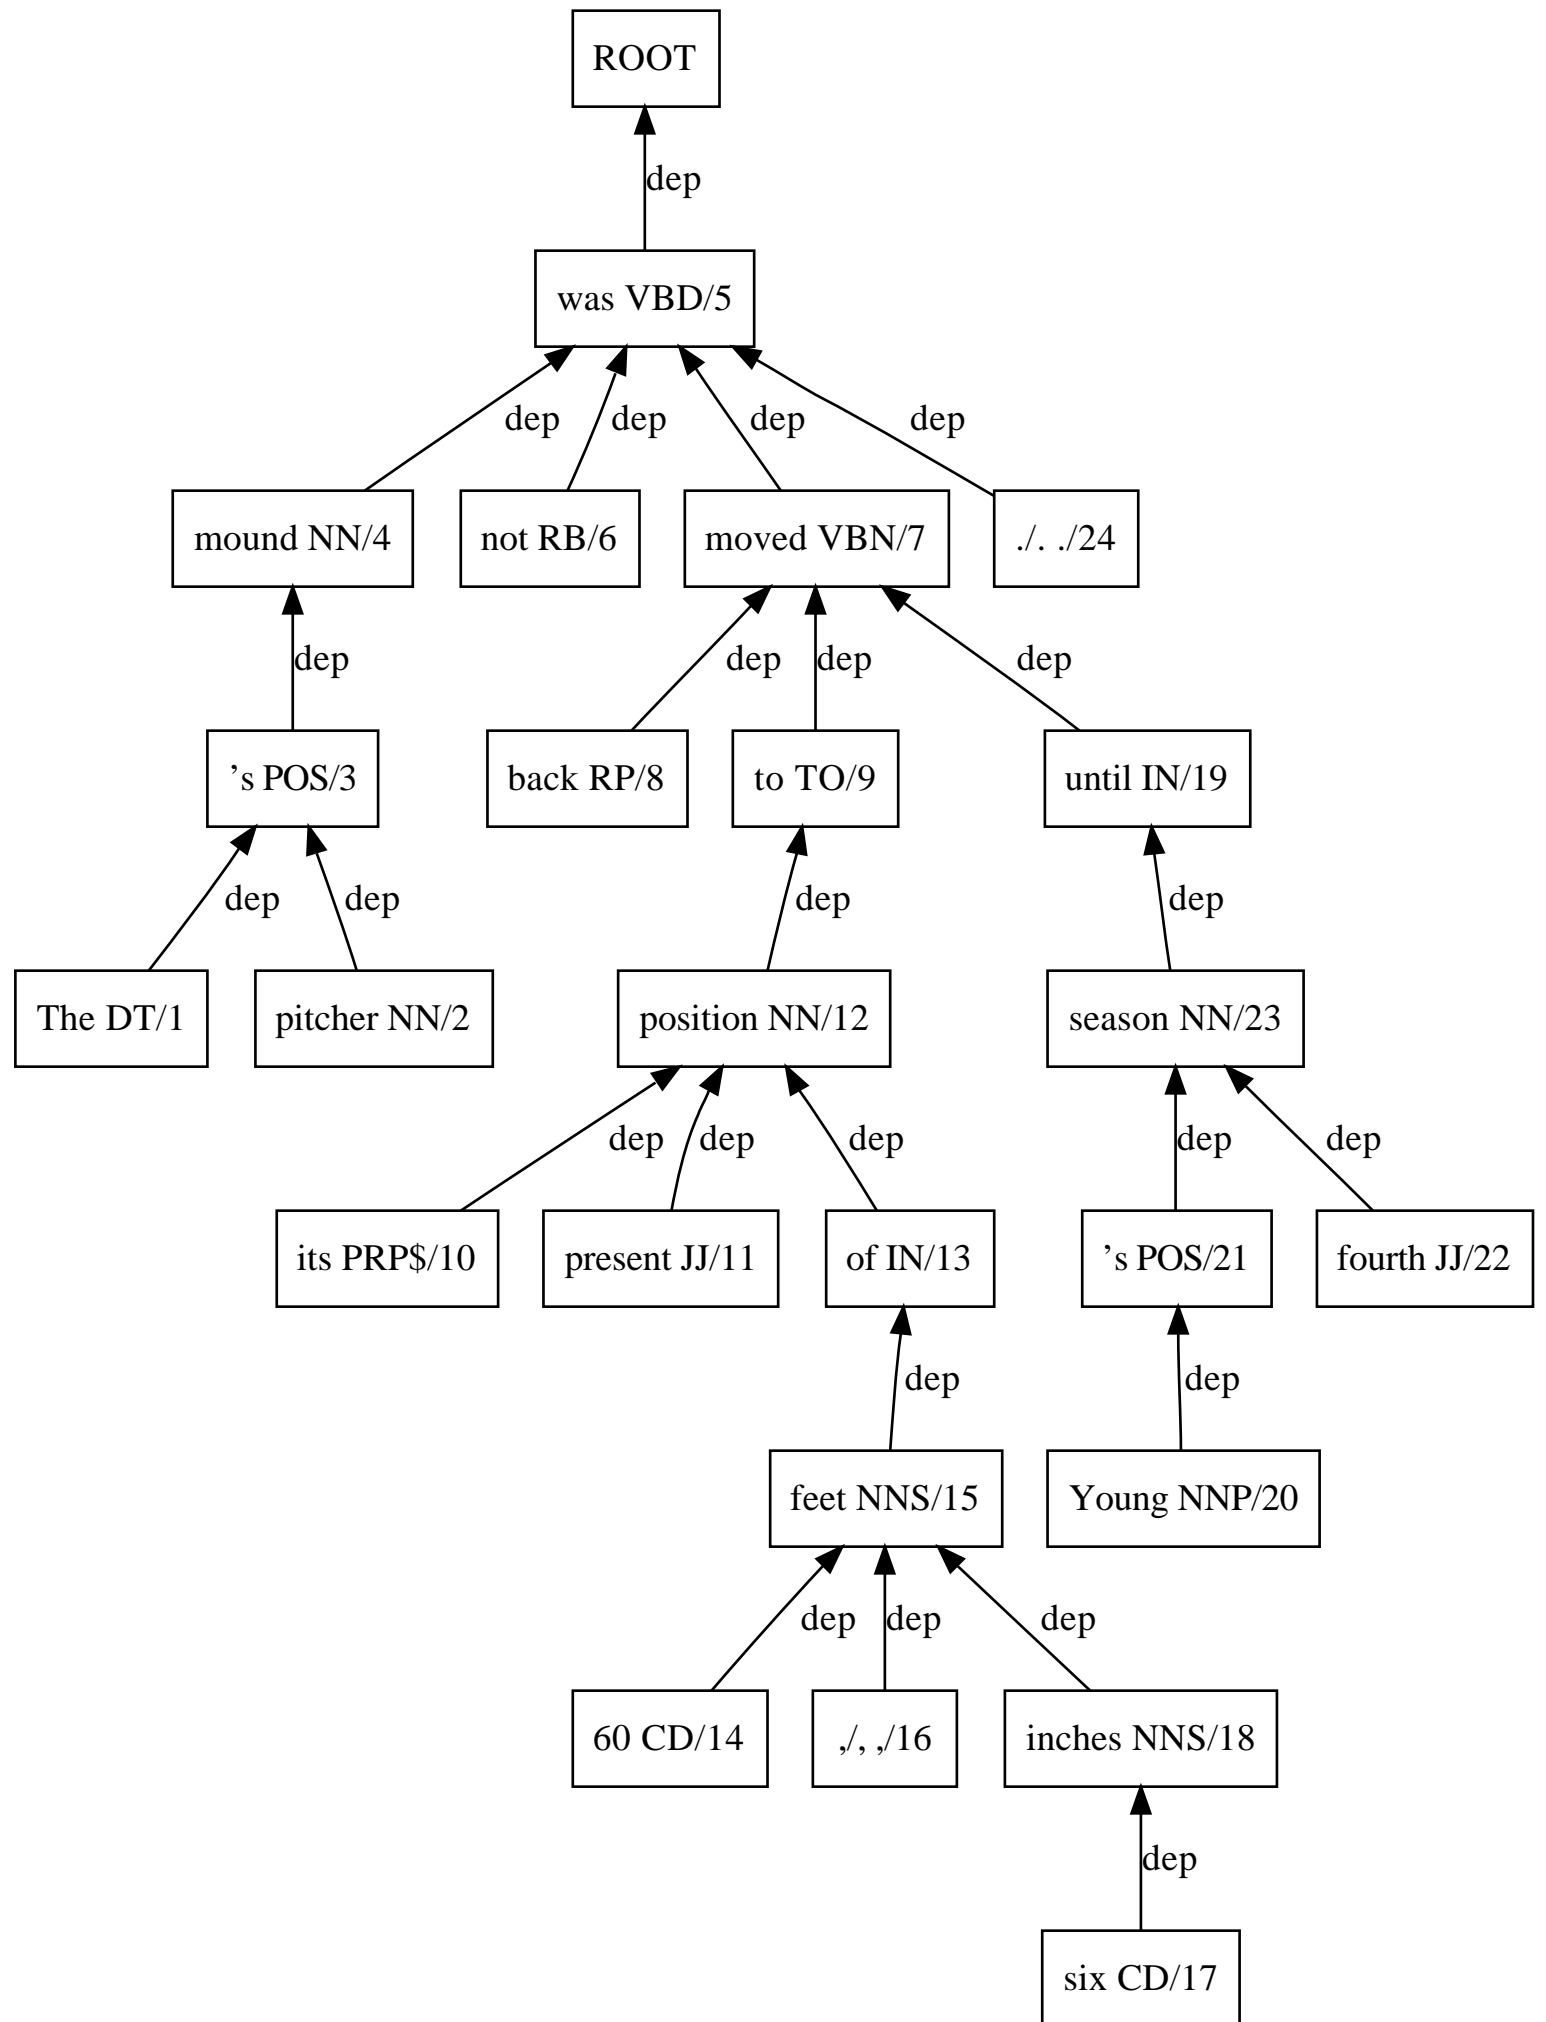 ROOT
dep
was VBD/5
dep dep dep dep
mound NN/4 not RB/6 moved VBN/7 ./. ./24
dep dep dep dep
’s POS/3 back RP/8 to TO/9 until IN/19
dep dep dep dep
The DT/1 pitcher NN/2 position NN/12 season NN/23
dep dep dep dep dep
its PRP$/10 present JJ/11 of IN/13 ’s POS/21 fourth JJ/22
dep dep
feet NNS/15 Young NNP/20
dep dep dep
60 CD/14 ,/, ,/16 inches NNS/18
dep
six CD/17